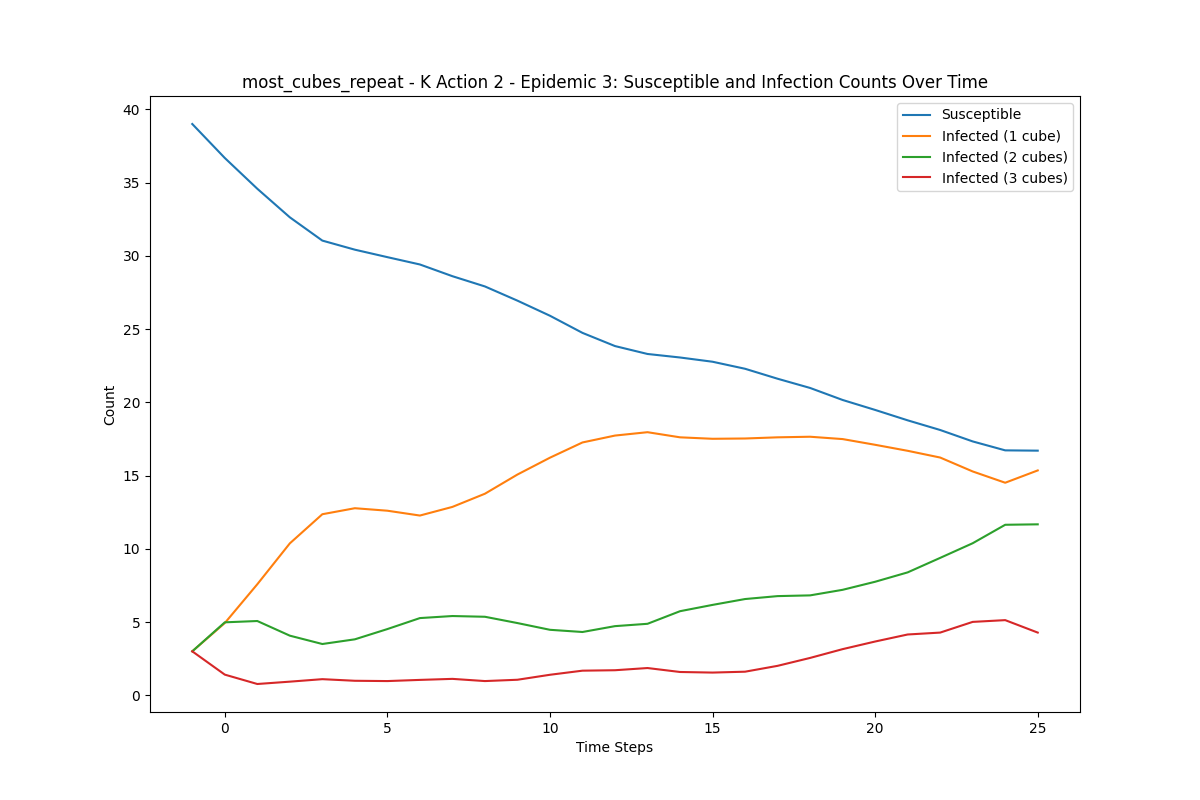 most_cubes_repeat - K Action 2 - Epidemic 3: Susceptible and Infection Counts Over Time
Susceptible
Infected (1 cube)
Infected (2 cubes)
Infected (3 cubes)
Count
40
35
30
25
20
15
10
5
0
0 5 10 15 20 25
Time Steps